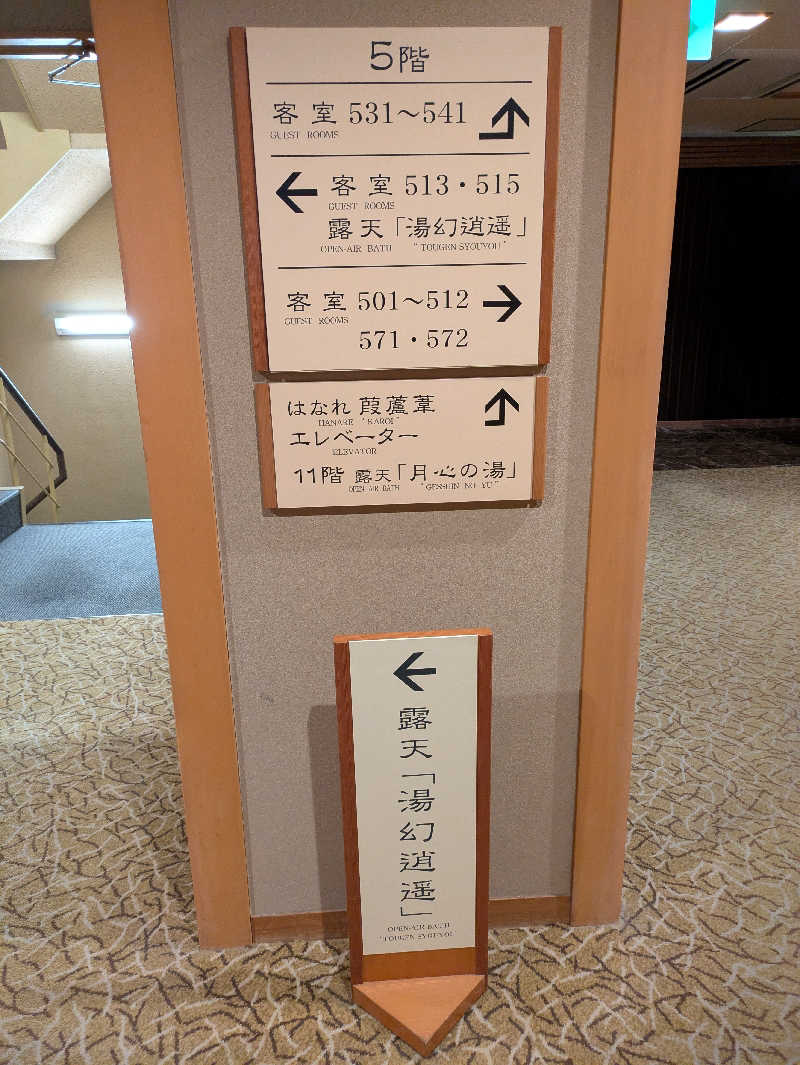 5階
客室 531～541
GUEST ROOMS
客室 513・515
GUEST ROOMS
露天「湯幻逍遥」
OPEN-AIR BATH "TOUGEN SYOUYOU"
客室 501～512
GUEST ROOMS
571・572
はなれ 葭蘆葦
HANARE "KAROI"
エレベーター
ELEVATOR
11階 露天「月心の湯」
OPEN-AIR BATH "GESSHIN NO YU"
露天「湯幻逍遥」
OPEN-AIR BATH
"TOUGEN SYOUYOU"